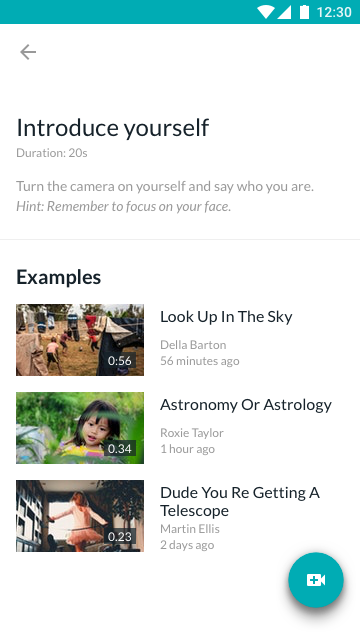 12:30
Introduce yourself
Duration: 20s
Turn the camera on yourself and say who you are.
Hint: Remember to focus on your face.
Examples
0:56
Look Up In The Sky
Della Barton
56 minutes ago
0.34
Astronomy Or Astrology
Roxie Taylor
1 hour ago
0.23
Dude You Re Getting A
Telescope
Martin Ellis
2 days ago